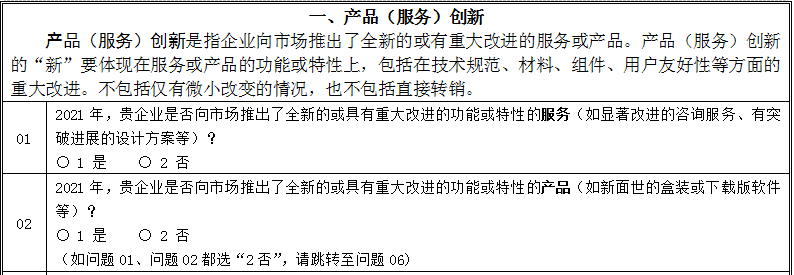 一、产品（服务）创新
产品（服务）创新是指企业向市场推出了全新的或有重大改进的服务或产品。产品（服务）创新
的“新”要体现在服务或产品的功能或特性上，包括在技术规范、材料、组件、用户友好性等方面的
重大改进。不包括仅有微小改变的情况，也不包括直接转销。
01
2021 年，贵企业是否向市场推出了全新的或具有重大改进的功能或特性的服务（如显著改进的咨询服务、有突
破进展的设计方案等）？
○ 1 是 ○ 2 否
02
2021 年，贵企业是否向市场推出了全新的或具有重大改进的功能或特性的产品（如新面世的盒装或下载版软件
等）？
○ 1 是 ○ 2 否
（如问题 01、问题 02 都选“2 否”，请跳转至问题 06)